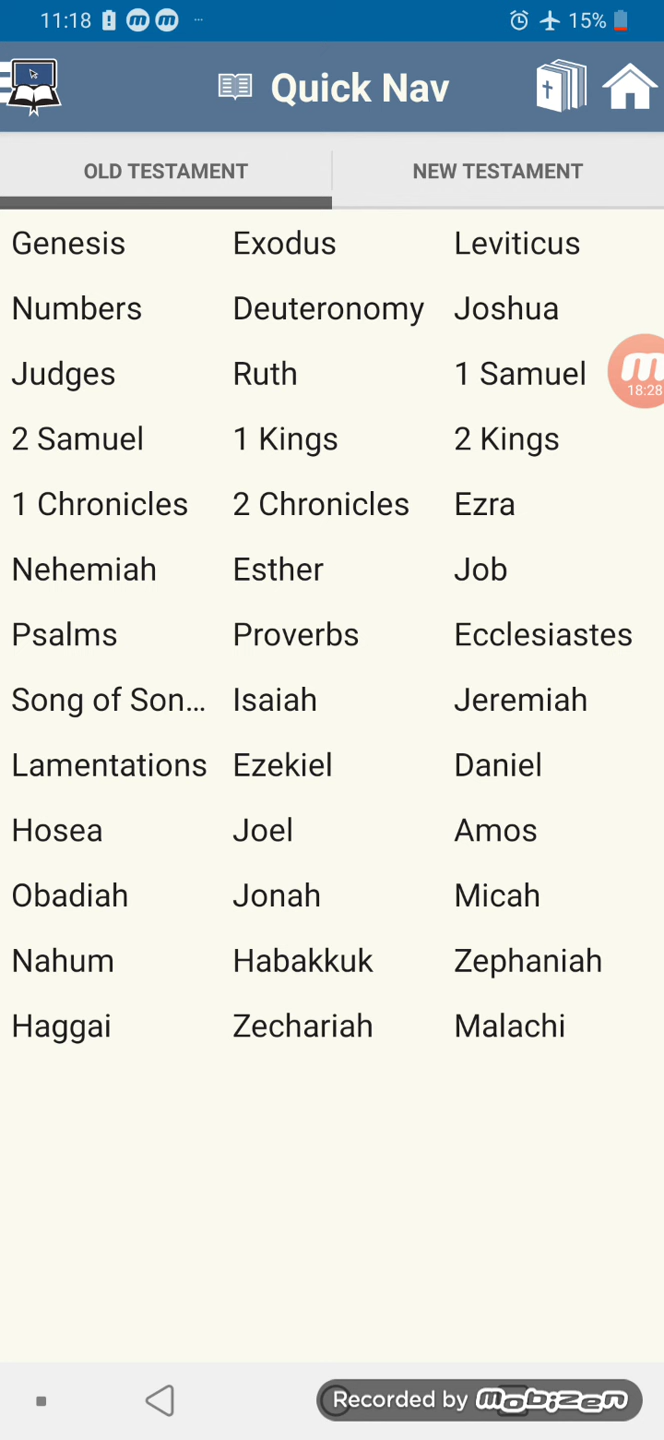 11:18 15%
Quick Nav
OLD TESTAMENT NEW TESTAMENT
Genesis Exodus Leviticus
Numbers Deuteronomy Joshua
Judges Ruth 1 Samuel
18:28
2 Samuel 1 Kings 2 Kings
1 Chronicles 2 Chronicles Ezra
Nehemiah Esther Job
Psalms Proverbs Ecclesiastes
Song of Son... Isaiah Jeremiah
Lamentations Ezekiel Daniel
Hosea Joel Amos
Obadiah Jonah Micah
Nahum Habakkuk Zephaniah
Haggai Zechariah Malachi
Recorded by mobizen